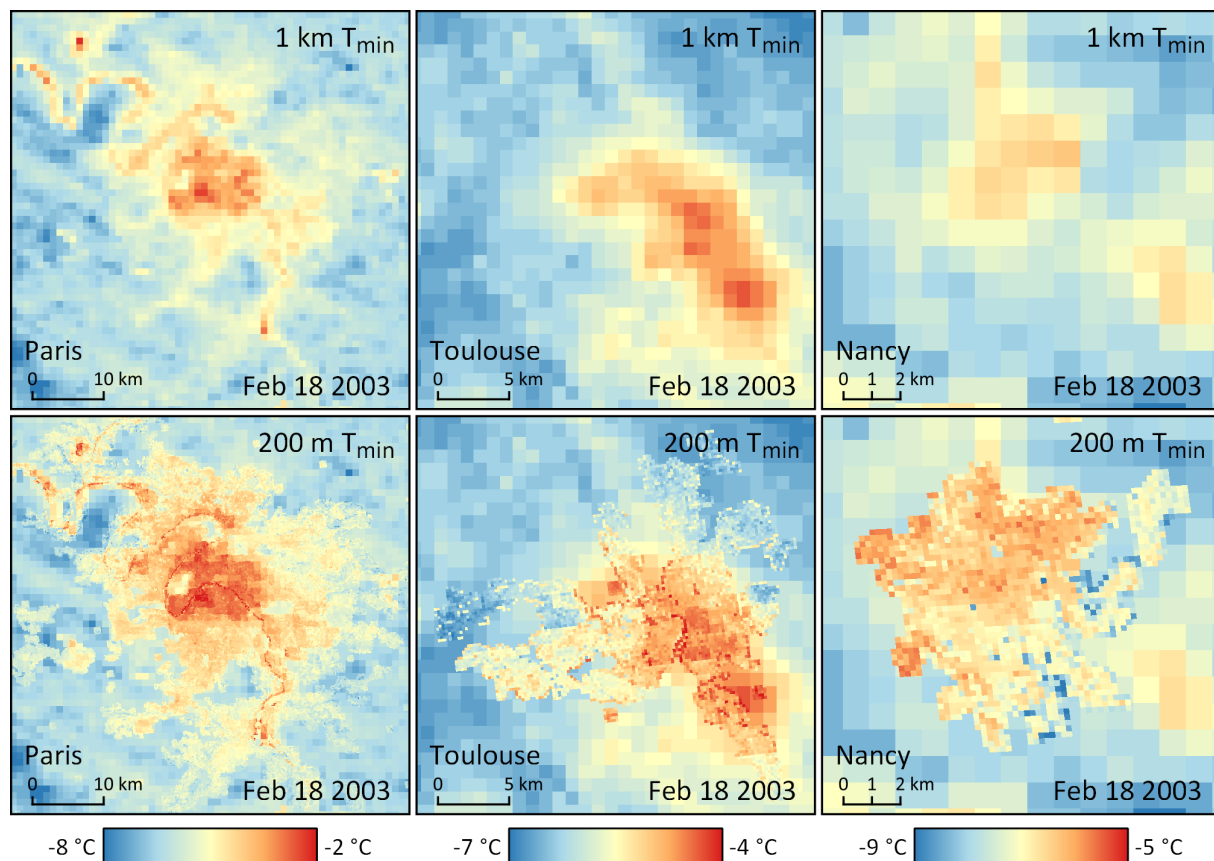 1 km Tmin
Paris
0 10 km
Feb 18 2003
1 km Tmin
Toulouse
0 5 km
Feb 18 2003
1 km Tmin
Nancy
0 1 2 km
Feb 18 2003
200 m Tmin
Paris
0 10 km
Feb 18 2003
200 m Tmin
Toulouse
0 5 km
Feb 18 2003
200 m Tmin
Nancy
0 1 2 km
Feb 18 2003
-8 °C -2 °C
-7 °C -4 °C
-9 °C -5 °C